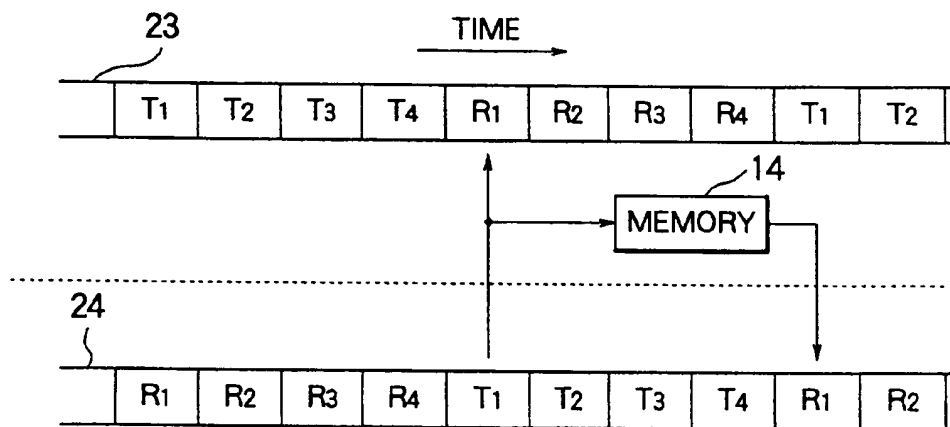 23
TIME
T1 T2 T3 T4 R1 R2 R3 R4 T1 T2
14
MEMORY
24
R1 R2 R3 R4 T1 T2 T3 T4 R1 R2